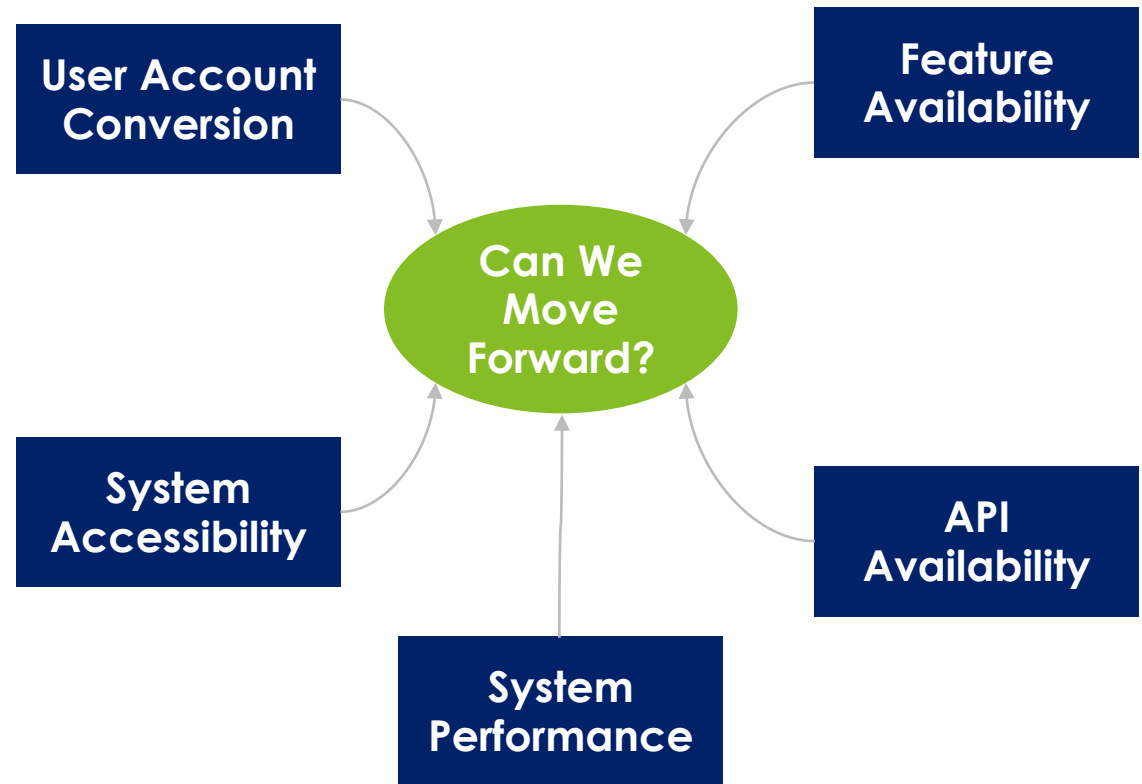 User Account
Conversion
Feature
Availability
Can We
Move
Forward?
System
Accessibility
API
Availability
System
Performance